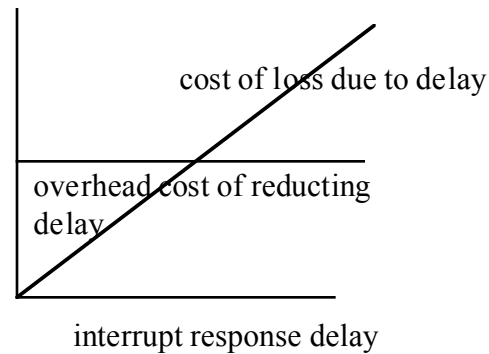 cost of loss due to delay
overhead cost of reducting
delay
interrupt response delay